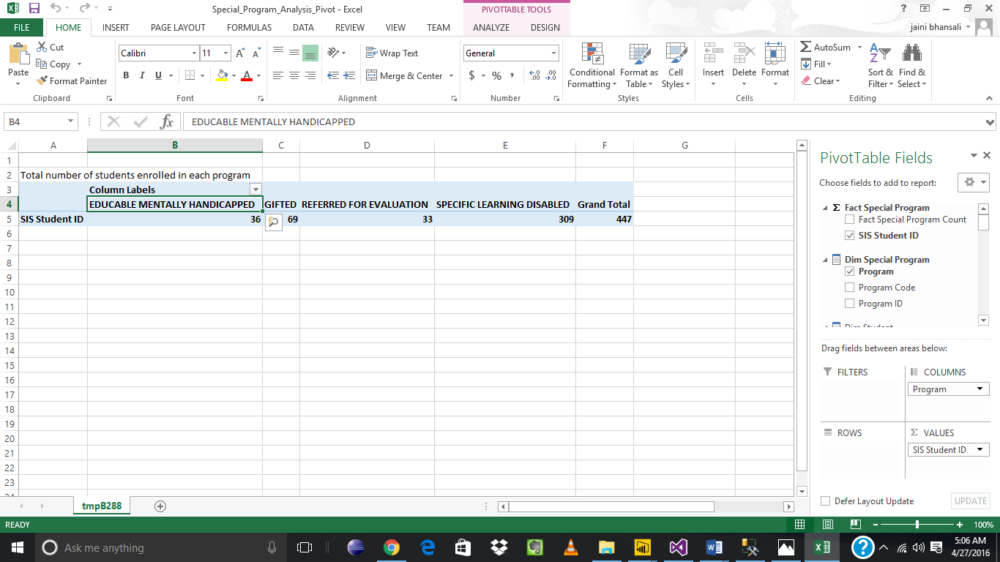 Special_Program_Analysis_Pivot - Excel
PIVOTTABLE TOOLS
FILE HOME INSERT PAGE LAYOUT FORMULAS DATA REVIEW VIEW TEAM ANALYZE DESIGN
jaini bhansali
Paste
Cut
Copy
Format Painter
Clipboard
Calibri 11
B I U
Font
Wrap Text
Merge & Center
Alignment
General
$ % ,
Number
Conditional Formatting
Format as Table
Cell Styles
Styles
Insert
Delete
Format
Cells
AutoSum
Fill
Clear
Sort & Filter
Find & Select
Editing
B4 fx EDUCABLE MENTALLY HANDICAPPED
A B C D E F G
1
2 Total number of students enrolled in each program
3 Column Labels
4 EDUCABLE MENTALLY HANDICAPPED GIFTED REFERRED FOR EVALUATION SPECIFIC LEARNING DISABLED Grand Total
5 SIS Student ID 36 69 33 309 447
6
7
8
9
10
11
12
13
14
15
16
17
18
19
20
21
22
23
PivotTable Fields
Choose fields to add to report:
Σ Fact Special Program
Fact Special Program Count
SIS Student ID
Dim Special Program
Program
Program Code
Program ID
Dim Student
Drag fields between areas below:
FILTERS
COLUMNS
Program
ROWS
Σ VALUES
SIS Student ID
Defer Layout Update
UPDATE
tmpB288
READY
100%
Ask me anything
5:06 AM
4/27/2016